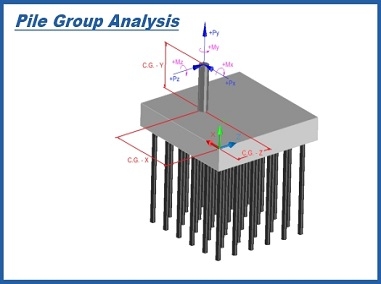 Pile Group Analysis
+Py
+My
C.G. - Y
+Mz
+Mx
+Pz
+Px
X
C.G. - X
C.G. - Z